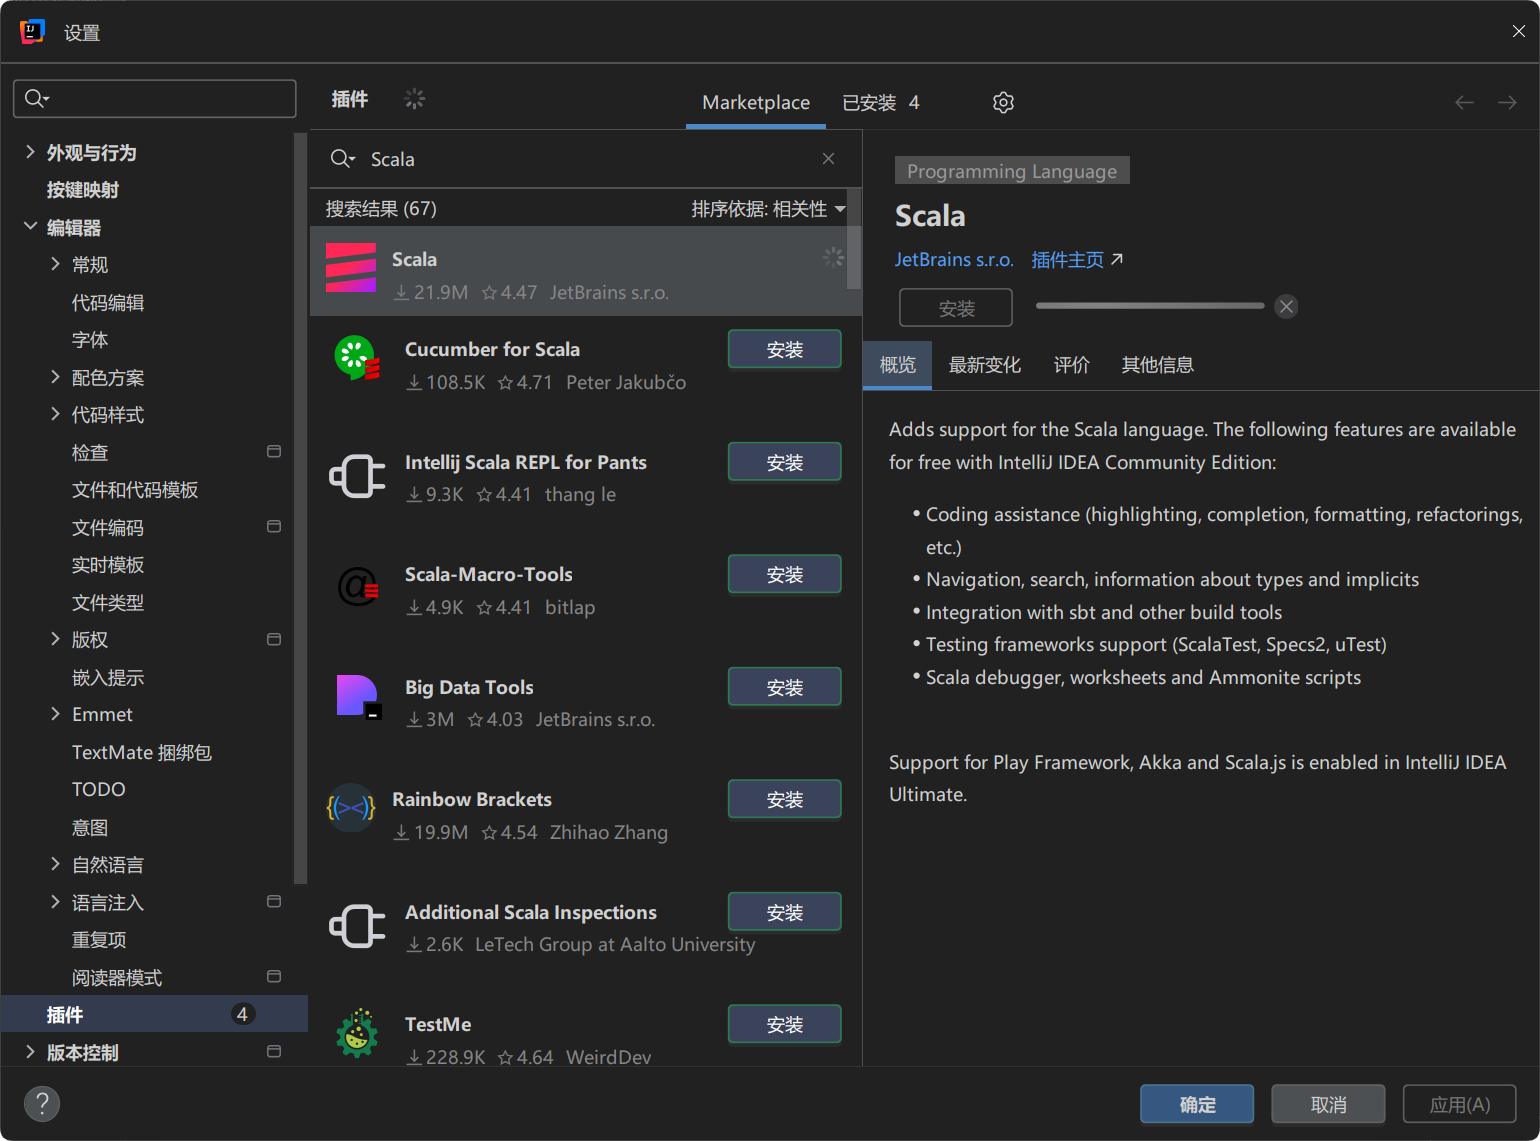 设置
插件
Marketplace
已安装 4
外观与行为
按键映射
编辑器
常规
代码编辑
字体
配色方案
代码样式
检查
文件和代码模板
文件编码
实时模板
文件类型
版权
嵌入提示
Emmet
TextMate 捆绑包
TODO
意图
自然语言
语言注入
重复项
阅读器模式
插件 4
版本控制
Scala
搜索结果 (67) 排序依据: 相关性
Scala
21.9M 4.47 JetBrains s.r.o.
Cucumber for Scala 安装
108.5K 4.71 Peter Jakubčo
Intellij Scala REPL for Pants 安装
9.3K 4.41 thang le
Scala-Macro-Tools 安装
4.9K 4.41 bitlap
Big Data Tools 安装
3M 4.03 JetBrains s.r.o.
Rainbow Brackets 安装
19.9M 4.54 Zhihao Zhang
Additional Scala Inspections 安装
2.6K LeTech Group at Aalto University
TestMe 安装
228.9K 4.64 WeirdDev
Programming Language
Scala
JetBrains s.r.o. 插件主页
安装
概览 最新变化 评价 其他信息
Adds support for the Scala language. The following features are available
for free with IntelliJ IDEA Community Edition:
• Coding assistance (highlighting, completion, formatting, refactorings,
etc.)
• Navigation, search, information about types and implicits
• Integration with sbt and other build tools
• Testing frameworks support (ScalaTest, Specs2, uTest)
• Scala debugger, worksheets and Ammonite scripts
Support for Play Framework, Akka and Scala.js is enabled in IntelliJ IDEA
Ultimate.
?
确定 取消 应用(A)